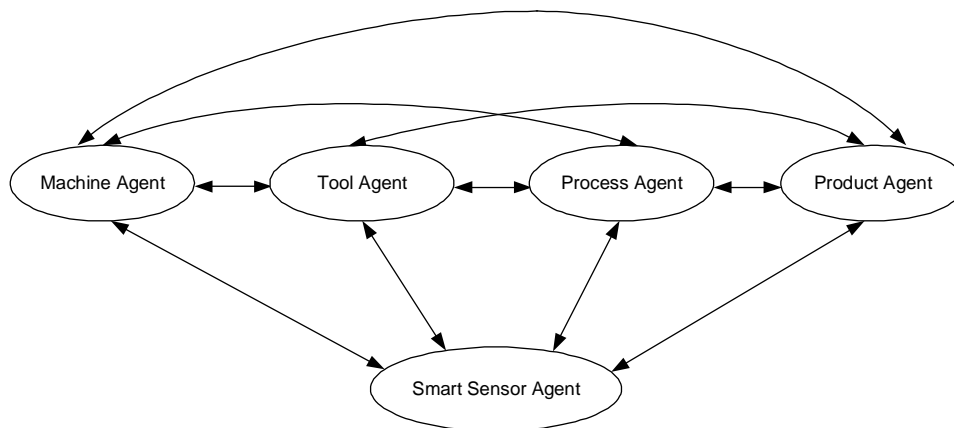 Machine Agent
Tool Agent
Process Agent
Product Agent
Smart Sensor Agent